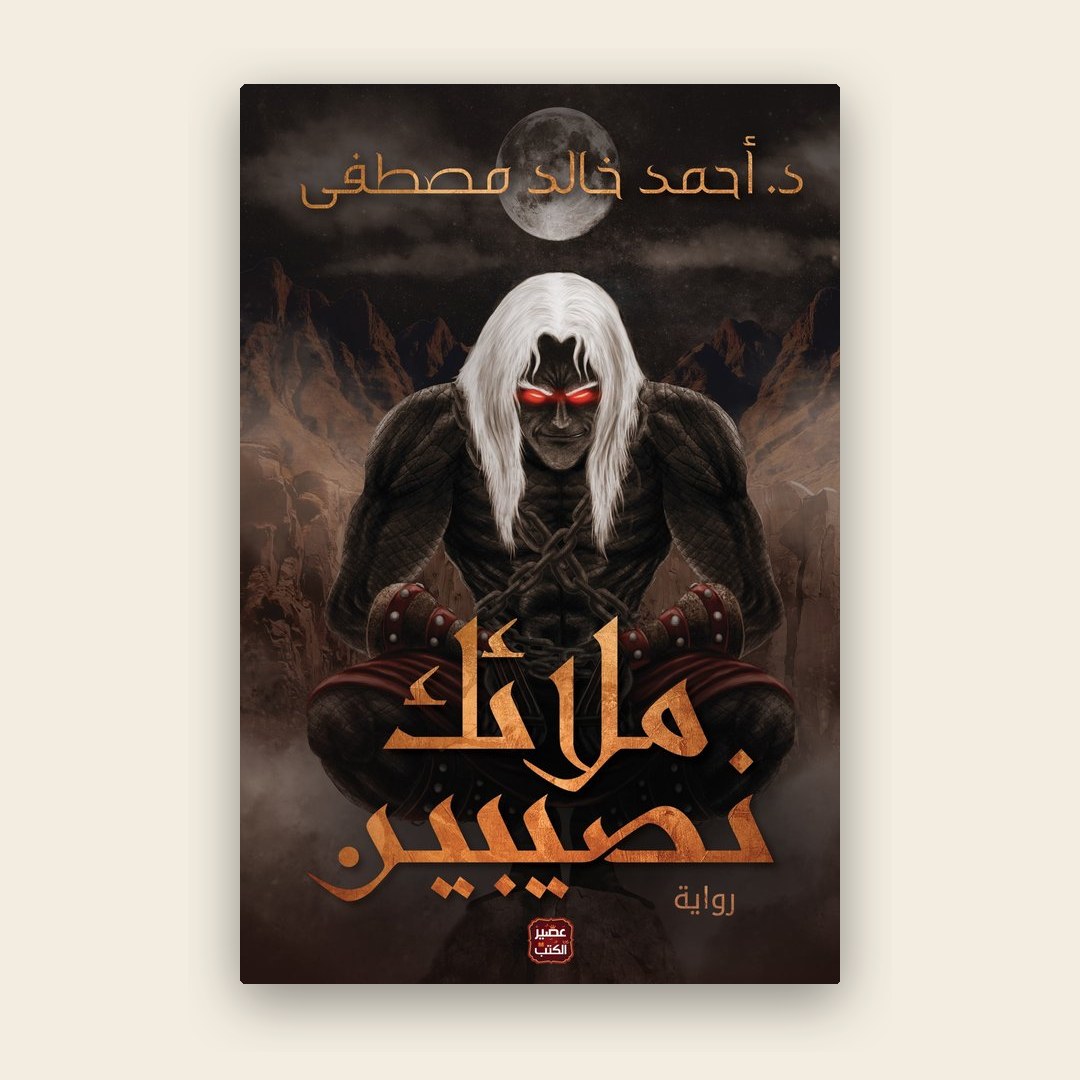 د. أحمد خالد مصطفى
ملائك
نصيبين
رواية
عصير
الكتب